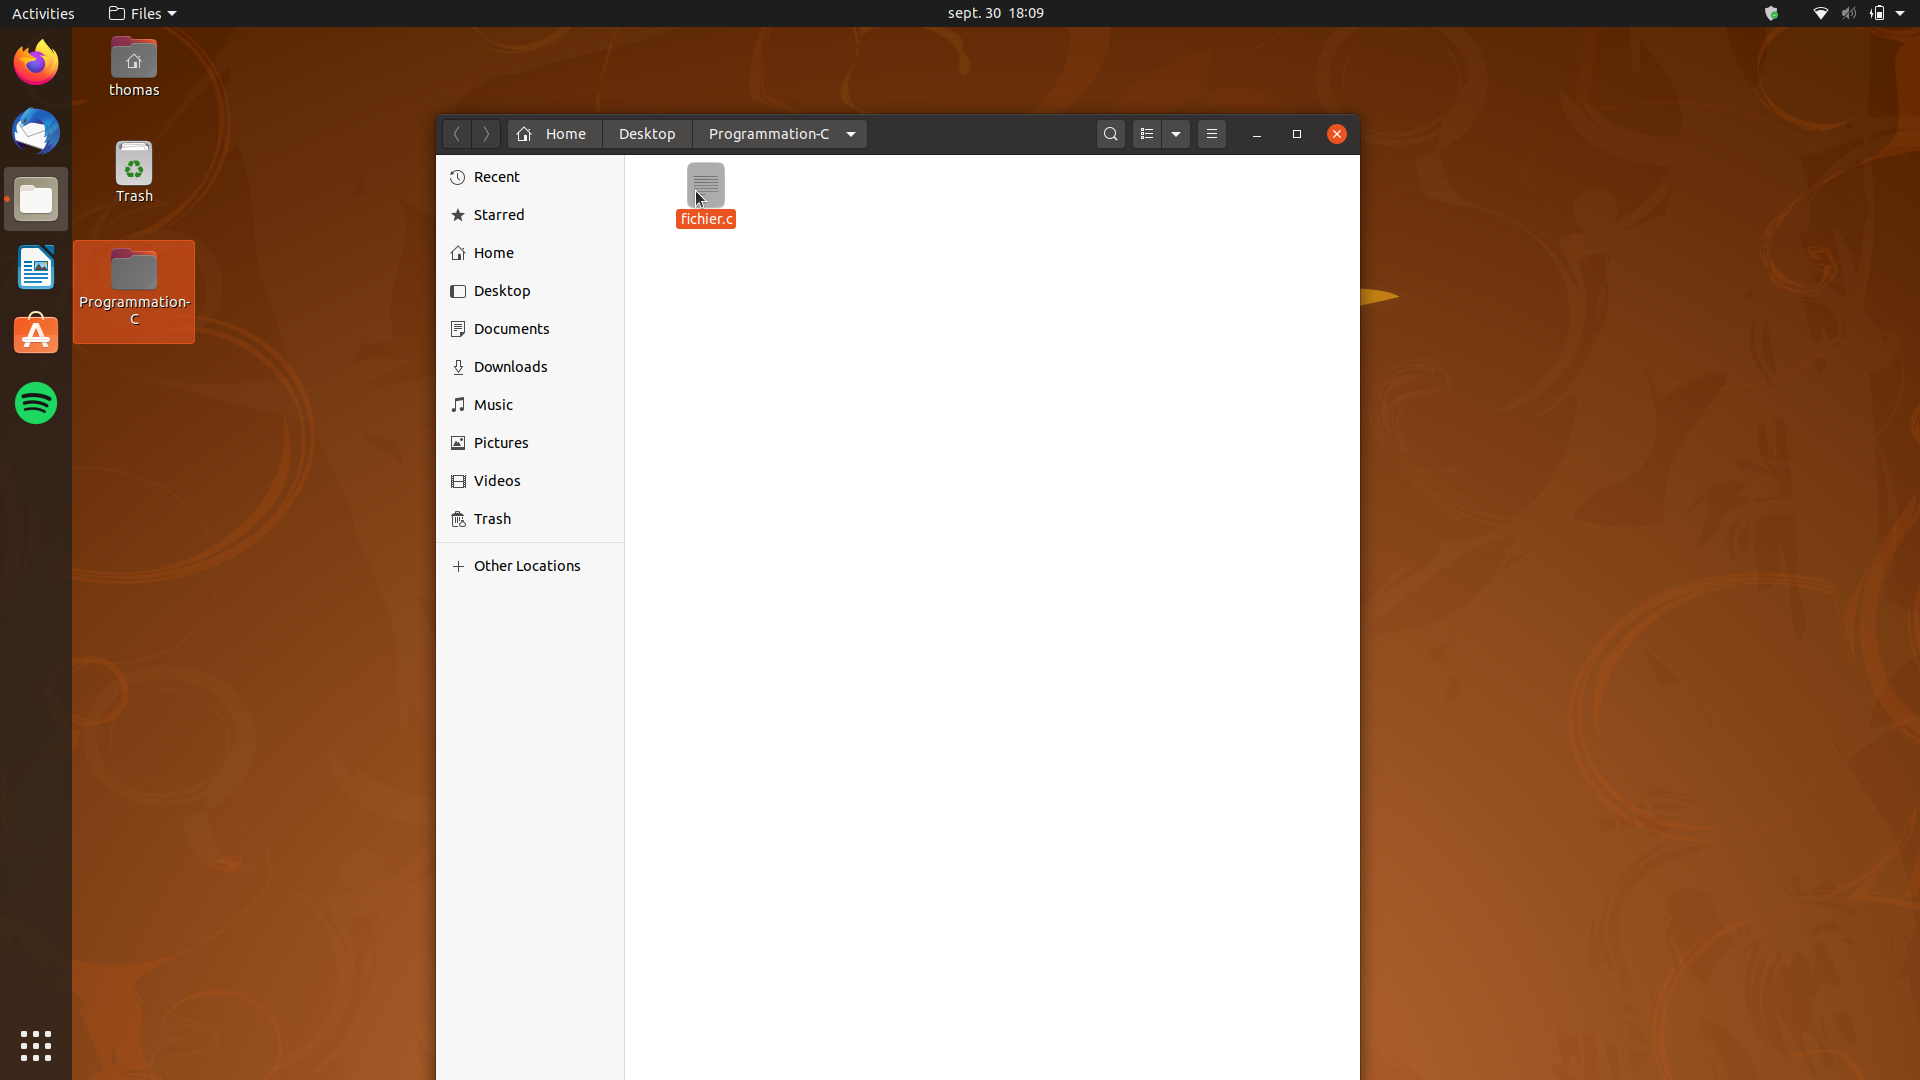 Activities
Files
sept. 30 18:09
thomas
Trash
Programmation-
C
Home
Desktop
Programmation-C
Recent
Starred
Home
Desktop
Documents
Downloads
Music
Pictures
Videos
Trash
Other Locations
fichier.c